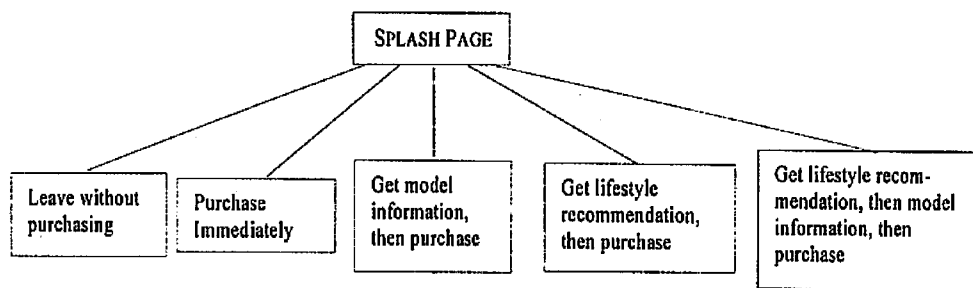 SPLASH PAGE
Leave without
purchasing
Purchase
Immediately
Get model
information,
then purchase
Get lifestyle
recommendation,
then purchase
Get lifestyle recom-
mendation, then model
information, then
purchase